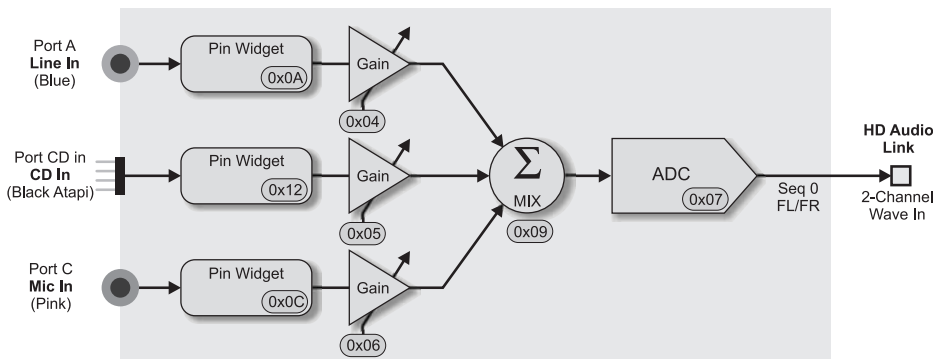 Port A
Line In
(Blue)
Pin Widget
0x0A
Gain
0x04
Port CD in
CD In
(Black Atapi)
Pin Widget
0x12
Gain
0x05
Port C
Mic In
(Pink)
Pin Widget
0x0C
Gain
0x06
Σ
MIX
0x09
ADC
0x07
Seq 0
FL/FR
HD Audio
Link
2-Channel
Wave In